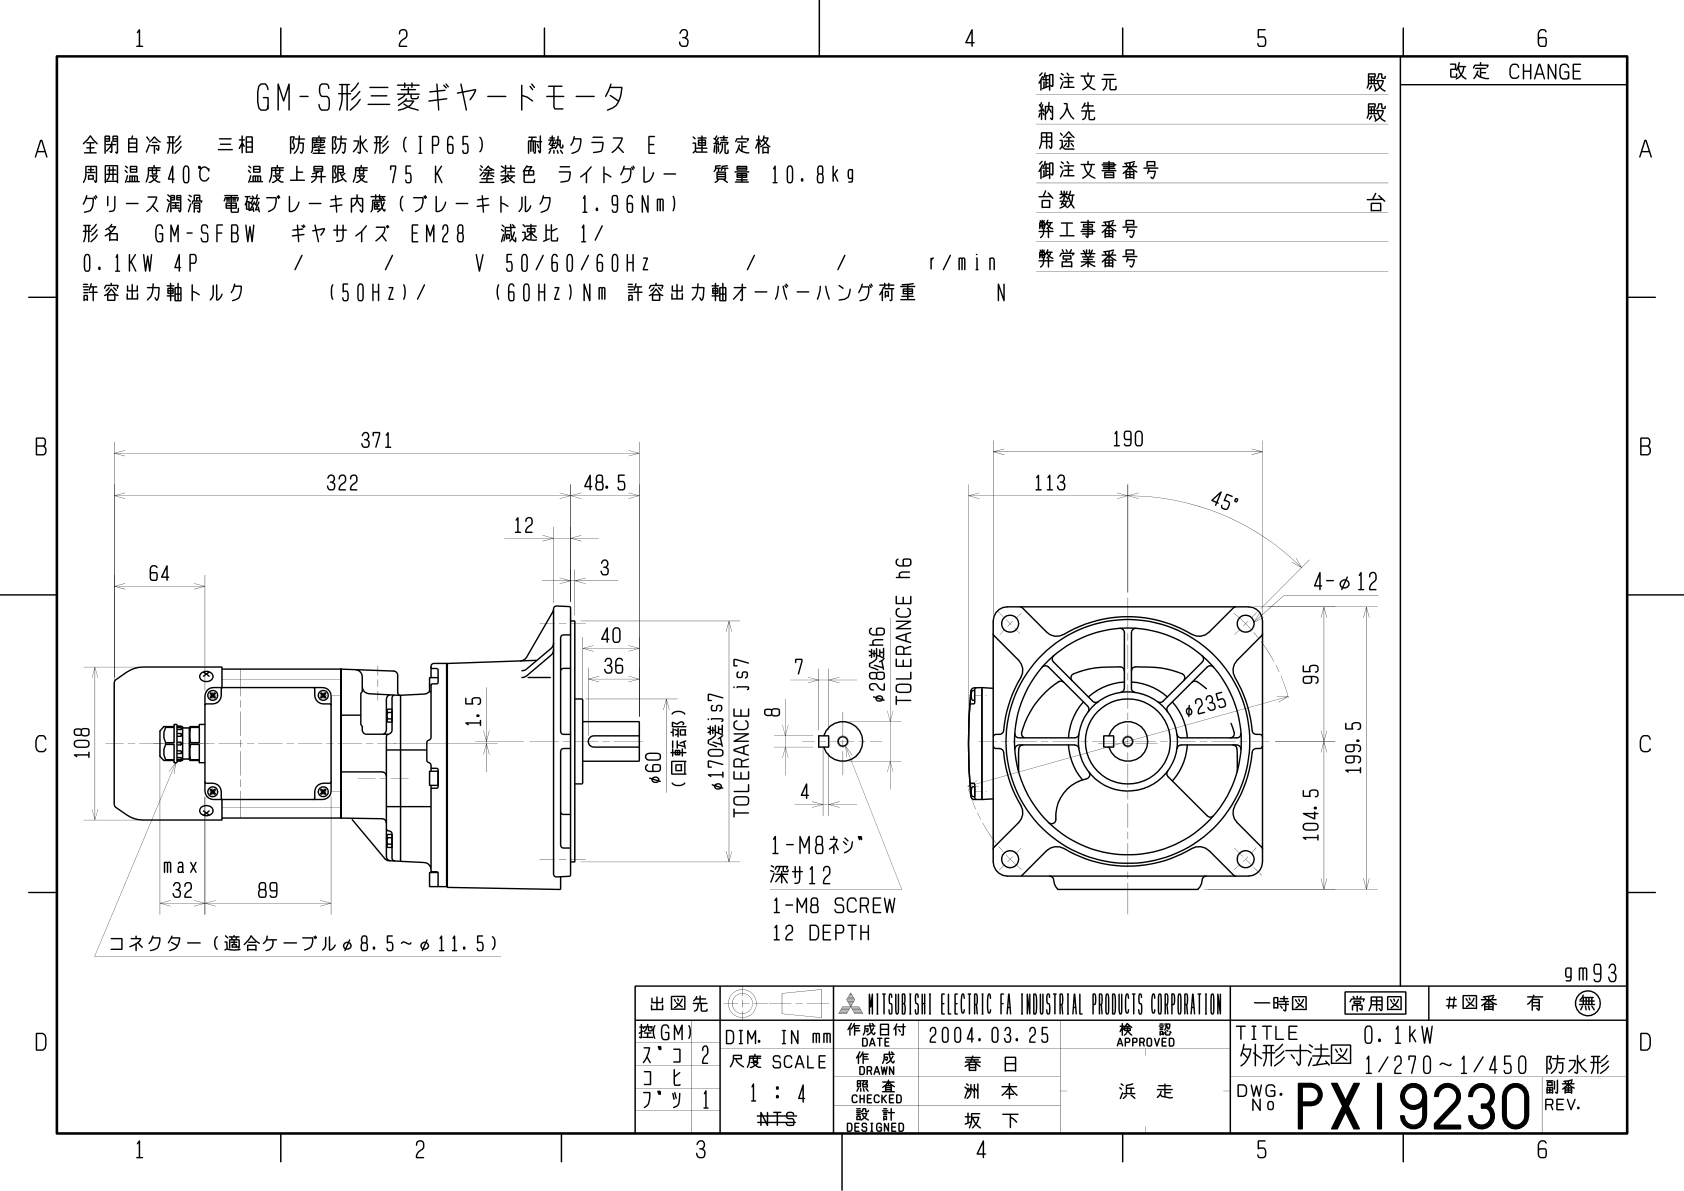 1 2 3 4 5 6
改定 CHANGE
GM-S形三菱ギヤードモータ
全閉自冷形 三相 防塵防水形(IP65) 耐熱クラス E 連続定格
周囲温度40℃ 温度上昇限度 75 K 塗装色 ライトグレー 質量 10.8kg
グリース潤滑 電磁ブレーキ内蔵(ブレーキトルク 1.96Nm)
形名 GM-SFBW ギヤサイズ EM28 減速比 1/
0.1KW 4P / / V 50/60/60Hz / / r/min
許容出力軸トルク (50Hz)/ (60Hz)Nm 許容出力軸オーバーハング荷重 N
御注文元 殿
納入先 殿
用途
御注文書番号
台数 台
弊工事番号
弊営業番号
A A
B B
C C
D D
371
322
48.5
12
3
64
40
36
1.5
108
max
32
89
コネクター(適合ケーブルφ8.5~φ11.5)
φ60
(回転部)
φ170公差js7
TOLERANCE js7
7
8
4
φ28公差h6
TOLERANCE h6
1-M8ネジ
深サ12
1-M8 SCREW
12 DEPTH
190
113
45°
4-φ12
φ235
95
104.5
199.5
gm93
出図先
控(GM)
ズコ 2
コヒ
ブツ 1
DIM. IN mm
尺度 SCALE
1 : 4
NTS
MITSUBISHI ELECTRIC FA INDUSTRIAL PRODUCTS CORPORATION
作成日付
DATE
2004.03.25
検 認
APPROVED
作 成
DRAWN
春 日
照 査
CHECKED
洲 本
浜 走
設 計
DESIGNED
坂 下
一時図 常用図 #図番 有 無
TITLE 0.1kW
外形寸法図 1/270~1/450 防水形
DWG.
No
PX19230
副番
REV.
1 2 3 4 5 6